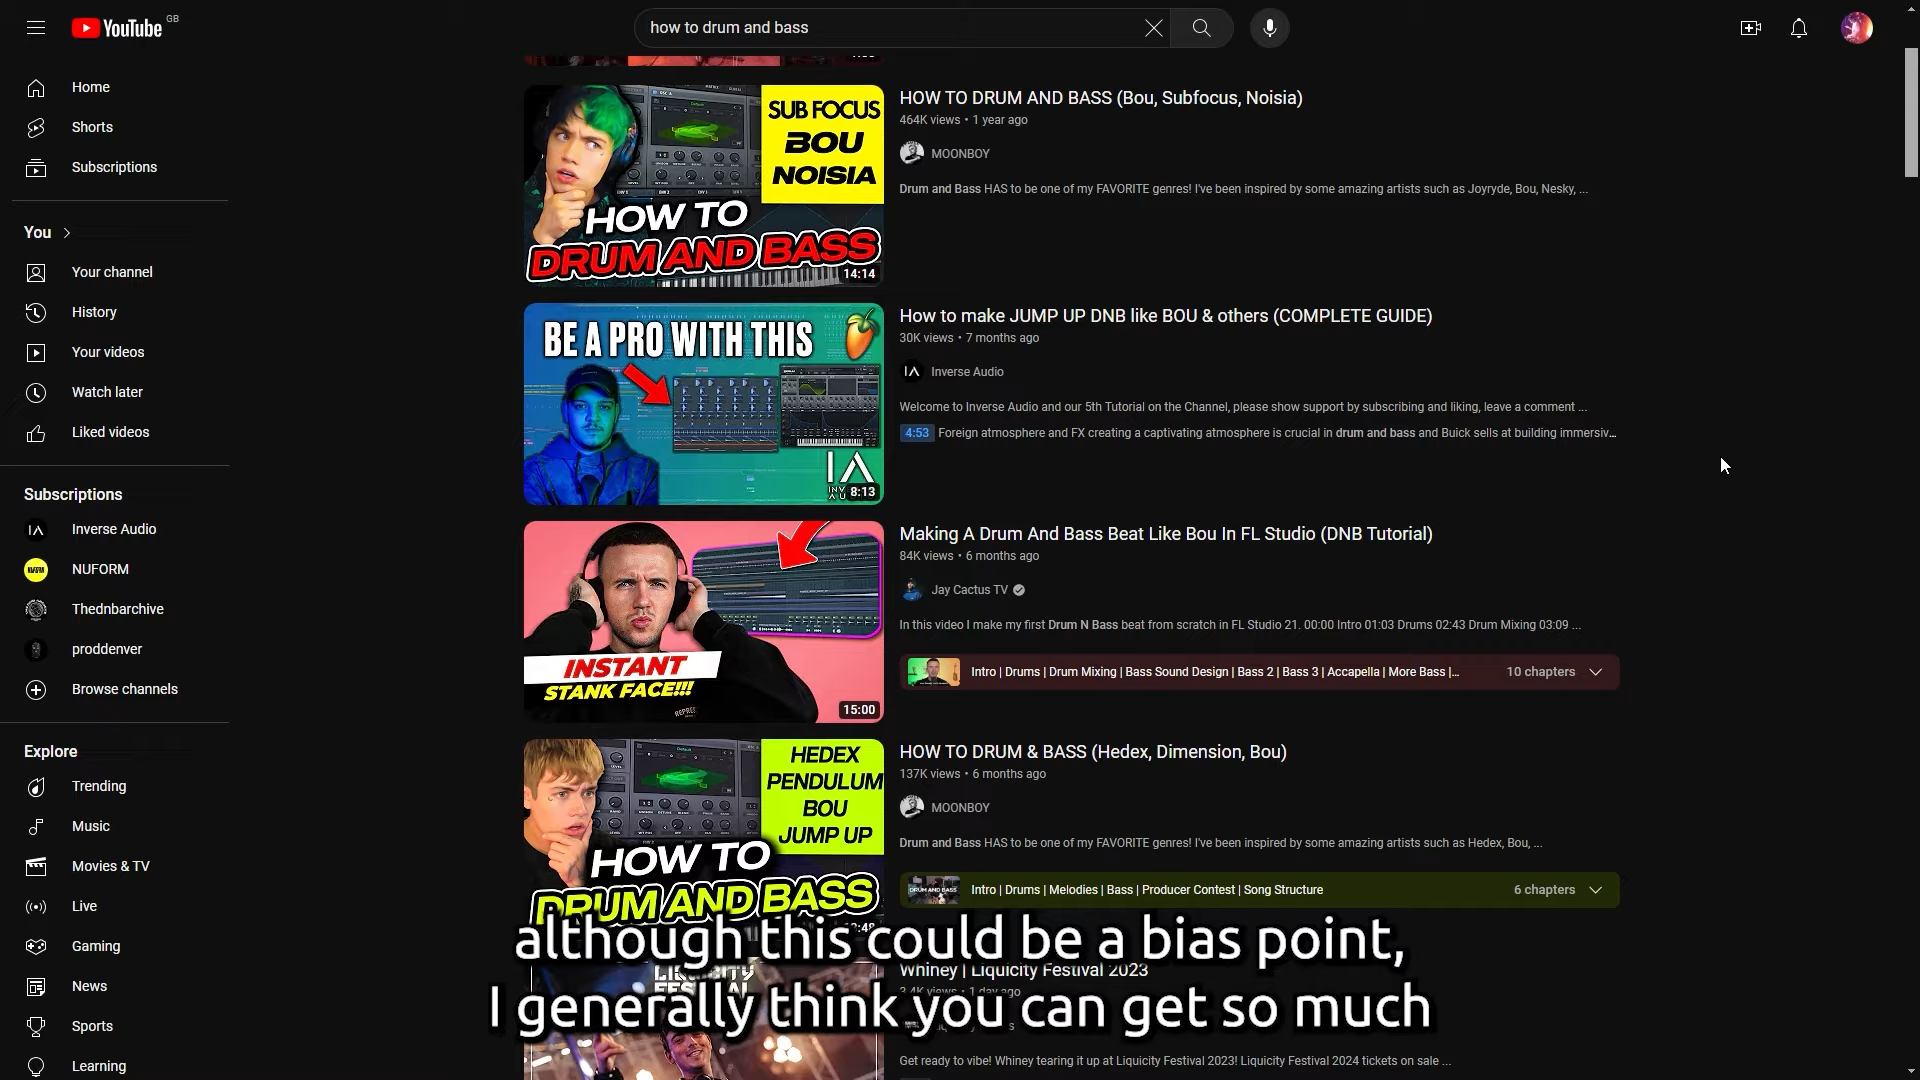 YouTube GB
how to drum and bass
Home
Shorts
Subscriptions
You
Your channel
History
Your videos
Watch later
Liked videos
Subscriptions
Inverse Audio
NUFORM
Thednbarchive
proddenver
Browse channels
Explore
Trending
Music
Movies & TV
Live
Gaming
News
Sports
Learning
SUB FOCUS
BOU
NOISIA
HOW TO
DRUM AND BASS
14:14
HOW TO DRUM AND BASS (Bou, Subfocus, Noisia)
464K views • 1 year ago
MOONBOY
Drum and Bass HAS to be one of my FAVORITE genres! I've been inspired by some amazing artists such as Joyryde, Bou, Nesky, ...
BE A PRO WITH THIS
IA
8:13
How to make JUMP UP DNB like BOU & others (COMPLETE GUIDE)
30K views • 7 months ago
Inverse Audio
Welcome to Inverse Audio and our 5th Tutorial on the Channel, please show support by subscribing and liking, leave a comment ...
4:53 Foreign atmosphere and FX creating a captivating atmosphere is crucial in drum and bass and Buick sells at building immersiv...
INSTANT
STANK FACE!!!
15:00
Making A Drum And Bass Beat Like Bou In FL Studio (DNB Tutorial)
84K views • 6 months ago
Jay Cactus TV
In this video I make my first Drum N Bass beat from scratch in FL Studio 21. 00:00 Intro 01:03 Drums 02:43 Drum Mixing 03:09 ...
Intro | Drums | Drum Mixing | Bass Sound Design | Bass 2 | Bass 3 | Accapella | More Bass |... 10 chapters
HEDEX
PENDULUM
BOU
JUMP UP
HOW TO
DRUM AND BASS
HOW TO DRUM & BASS (Hedex, Dimension, Bou)
137K views • 6 months ago
MOONBOY
Drum and Bass HAS to be one of my FAVORITE genres! I've been inspired by some amazing artists such as Hedex, Bou, ...
Intro | Drums | Melodies | Bass | Producer Contest | Song Structure 6 chapters
although this could be a bias point,
I generally think you can get so much
Whiney | Liquicity Festival 2023
3.4K views • 1 day ago
Get ready to vibe! Whiney tearing it up at Liquicity Festival 2023! Liquicity Festival 2024 tickets on sale ...